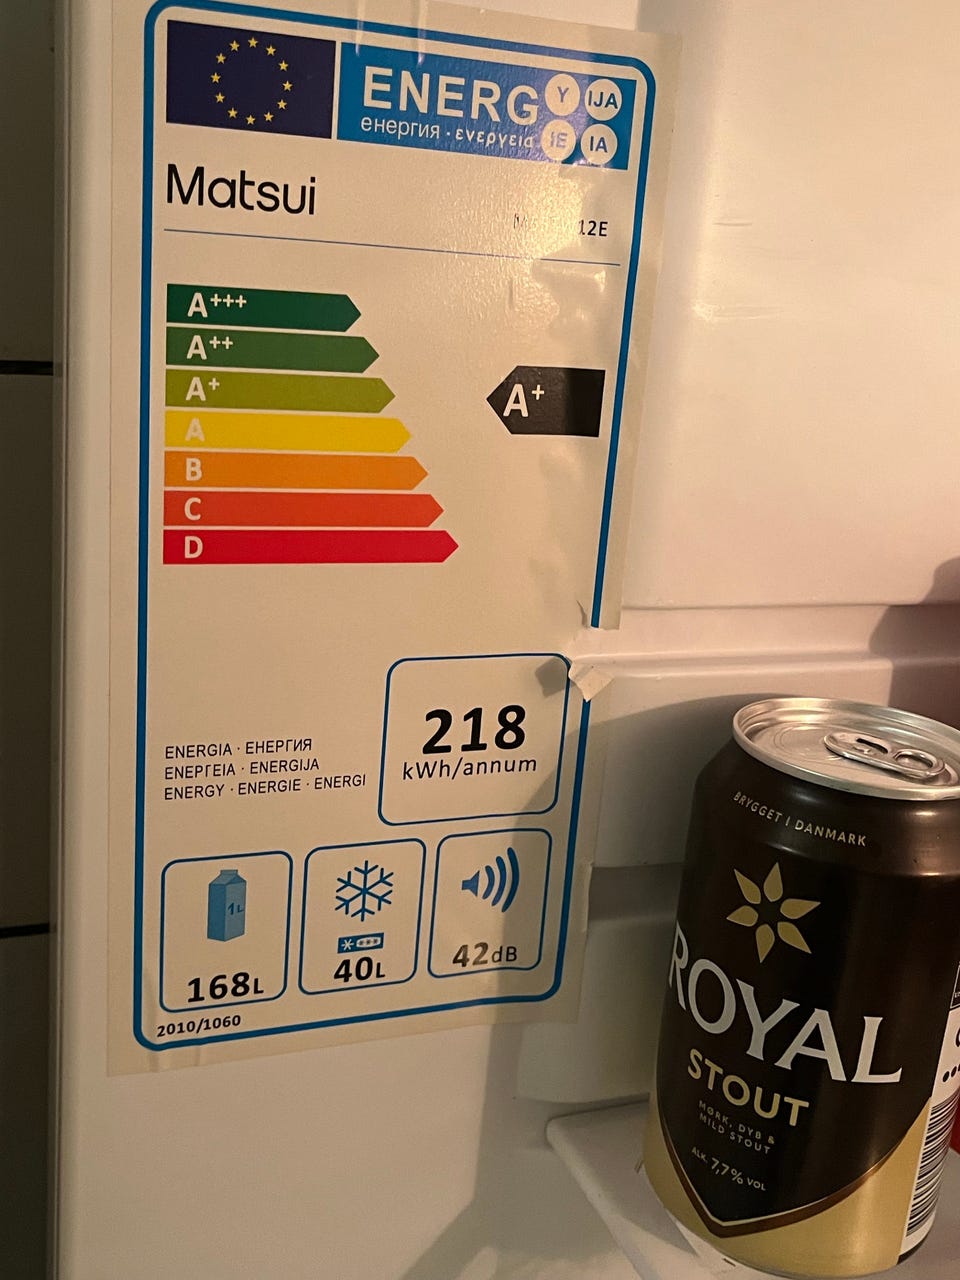 ENERG
Y IJA
IE IA
енергия · ενεργεια
Matsui
12E
A+++
A++
A+
A
B
C
D
A+
218
kWh/annum
ENERGIA · ЕНЕРГИЯ
ΕΝΕΡΓΕΙΑ · ENERGIJA
ENERGY · ENERGIE · ENERGI
1L
168L
40L
42dB
2010/1060
BRYGGET I DANMARK
ROYAL
STOUT
MØRK, DYB &
MILD STOUT
ALK. 7,7% VOL